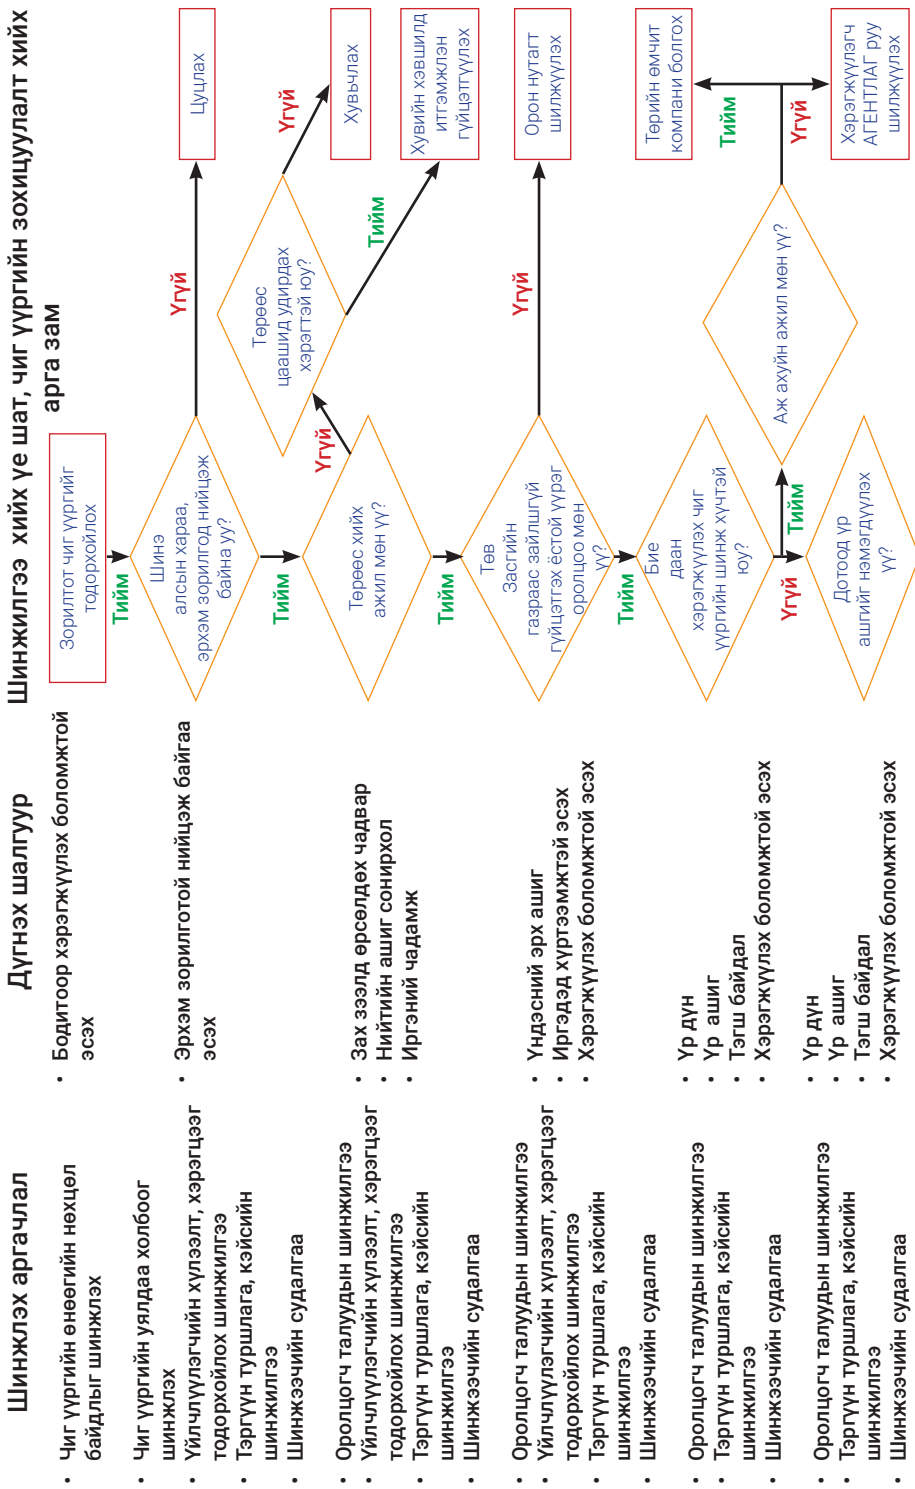 Шинжлэх аргачлал
Дүгнэх шалгуур
Шинжилгээ хийх үе шат, чиг үүргийн зохицуулалт хийх
арга зам
• Чиг үүргийн өнөөгийн нөхцөл
байдлыг шинжлэх
• Бодитоор хэрэгжүүлэх боломжтой
эсэх
Зорилтот чиг үүргийг
тодорхойлох
Тийм
• Чиг үүргийн уялдаа холбоог
шинжлэх
• Үйлчлүүлэгчийн хүлээлт, хэрэгцээг
тодорхойлох шинжилгээ
• Тэргүүн туршлага, кэйсийн
шинжилгээ
• Шинжээчийн судалгаа
• Эрхэм зорилготой нийцэж байгаа
эсэх
Шинэ
алсын хараа,
эрхэм зорилгод нийцэж
байна уу?
Үгүй
Цуцлах
Тийм
• Оролцогч талуудын шинжилгээ
• Үйлчлүүлэгчийн хүлээлт, хэрэгцээг
тодорхойлох шинжилгээ
• Тэргүүн туршлага, кэйсийн
шинжилгээ
• Шинжээчийн судалгаа
• Зах зээлд өрсөлдөх чадвар
• Нийтийн ашиг сонирхол
• Иргэний чадамж
Төрөөс хийх
ажил мөн үү?
Үгүй
Төрөөс
цаашид удирдах
хэрэгтэй юу?
Үгүй
Хувьчлах
Тийм
Хувийн хэвшилд
итгэмжлэн
гүйцэтгүүлэх
Тийм
• Оролцогч талуудын шинжилгээ
• Үйлчлүүлэгчийн хүлээлт, хэрэгцээг
тодорхойлох шинжилгээ
• Тэргүүн туршлага, кэйсийн
шинжилгээ
• Шинжээчийн судалгаа
• Үндэсний эрх ашиг
• Иргэдэд хүртээмжтэй эсэх
• Хэрэгжүүлэх боломжтой эсэх
Төв
Засгийн
газраас зайлшгүй
гүйцэтгэх ёстой үүрэг
оролцоо мөн
үү?
Үгүй
Орон нутагт
шилжүүлэх
Тийм
• Оролцогч талуудын шинжилгээ
• Тэргүүн туршлага, кэйсийн
шинжилгээ
• Шинжээчийн судалгаа
• Үр дүн
• Үр ашиг
• Тэгш байдал
• Хэрэгжүүлэх боломжтой эсэх
Бие
даан
хэрэгжүүлэх чиг
үүргийн шинж хүчтэй
юу?
Тийм
Аж ахуйн ажил мөн үү?
Тийм
Төрийн өмчит
компани болгох
Үгүй
Хэрэгжүүлэгч
АГЕНТЛАГ руу
шилжүүлэх
Үгүй
• Оролцогч талуудын шинжилгээ
• Тэргүүн туршлага, кэйсийн
шинжилгээ
• Шинжээчийн судалгаа
• Үр дүн
• Үр ашиг
• Тэгш байдал
• Хэрэгжүүлэх боломжтой эсэх
Дотоод үр
ашгийг нэмэгдүүлэх
үү?